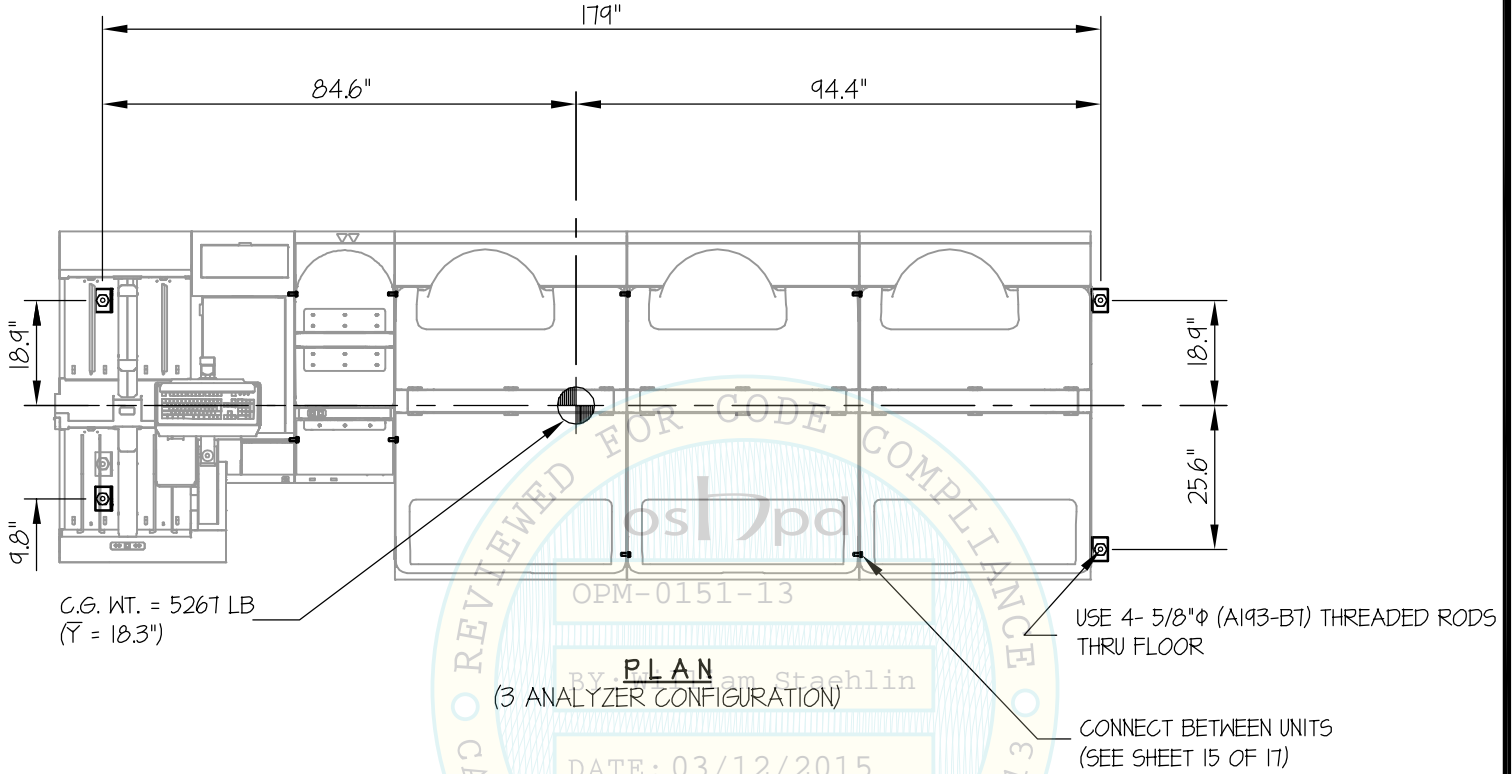 179"
84.6"
94.4"
18.9"
18.9"
9.8"
25.6"
C.G. WT. = 5267 LB
(Y̅ = 18.3")
REVIEWED FOR CODE COMPLIANCE
oshpd
OPM-0151-13
USE 4- 5/8"Φ (A193-B7) THREADED RODS
THRU FLOOR
PLAN
BY: William Staehlin
(3 ANALYZER CONFIGURATION)
CONNECT BETWEEN UNITS
(SEE SHEET 15 OF 17)
DATE: 03/12/2015